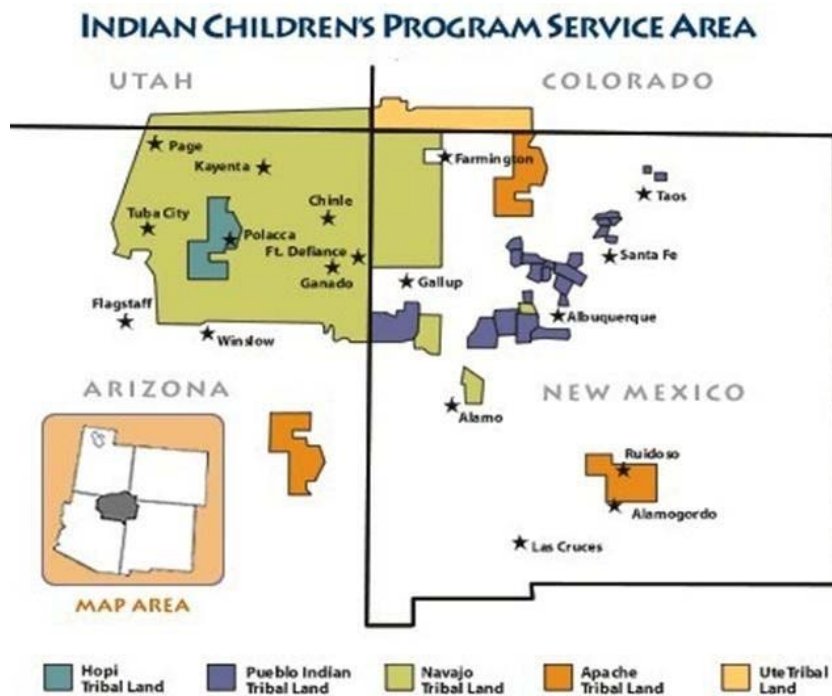 INDIAN CHILDREN'S PROGRAM SERVICE AREA
UTAH
COLORADO
Page
Kayenta
Farmington
Taos
Chinle
Tuba City
Polacca
Ft. Defiance
Santa Fe
Ganado
Gallup
Flagstaff
Albuquerque
Winslow
ARIZONA
NEW MEXICO
Alamo
Ruidoso
Alamogordo
Las Cruces
MAP AREA
Hopi
Tribal Land
Pueblo Indian
Tribal Land
Navajo
Tribal Land
Apache
Tribal Land
Ute Tribal
Land